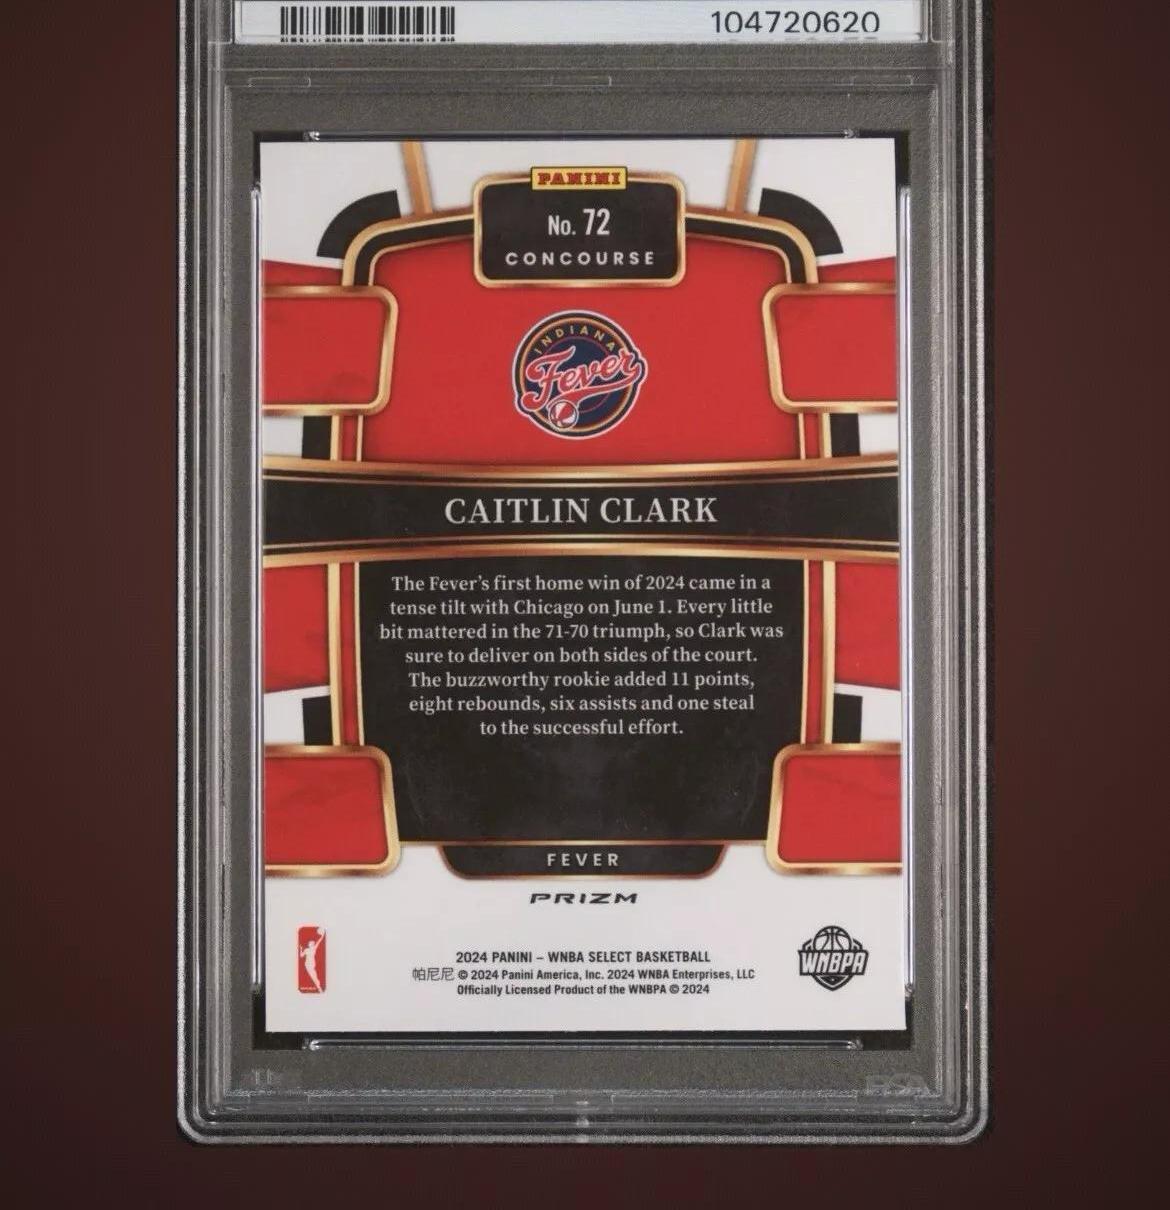 104720620
PANINI
No. 72
CONCOURSE
INDIANA
Fever
CAITLIN CLARK
The Fever's first home win of 2024 came in a
tense tilt with Chicago on June 1. Every little
bit mattered in the 71-70 triumph, so Clark was
sure to deliver on both sides of the court.
The buzzworthy rookie added 11 points,
eight rebounds, six assists and one steal
to the successful effort.
FEVER
PRIZM
WNBPA
2024 PANINI – WNBA SELECT BASKETBALL
帕尼尼 © 2024 Panini America, Inc. 2024 WNBA Enterprises, LLC
Officially Licensed Product of the WNBPA © 2024
PSA